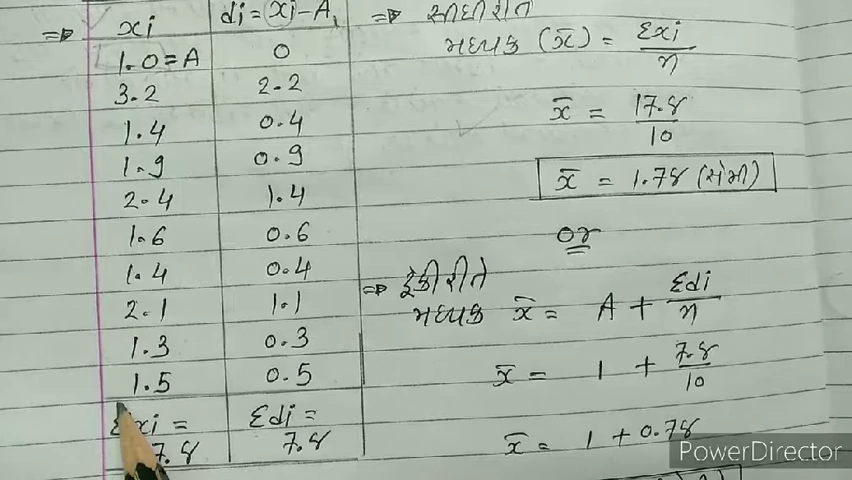 ⇒ xi di = (xi - A)
1.0 = A 0
3.2 2.2
1.4 0.4
1.9 0.9
2.4 1.4
1.6 0.6
1.4 0.4
2.1 1.1
1.3 0.3
1.5 0.5
Σxi = Σdi =
7.8 7.8
⇒ સીધી રીત
મધ્યક (x̄) = Σxi / n
x̄ = 17.8 / 10
x̄ = 1.78 (સેમી)
or
⇒ ટૂંકી રીતે
મધ્યક x̄ = A + Σdi / n
x̄ = 1 + 7.8 / 10
x̄ = 1 + 0.78
PowerDirector